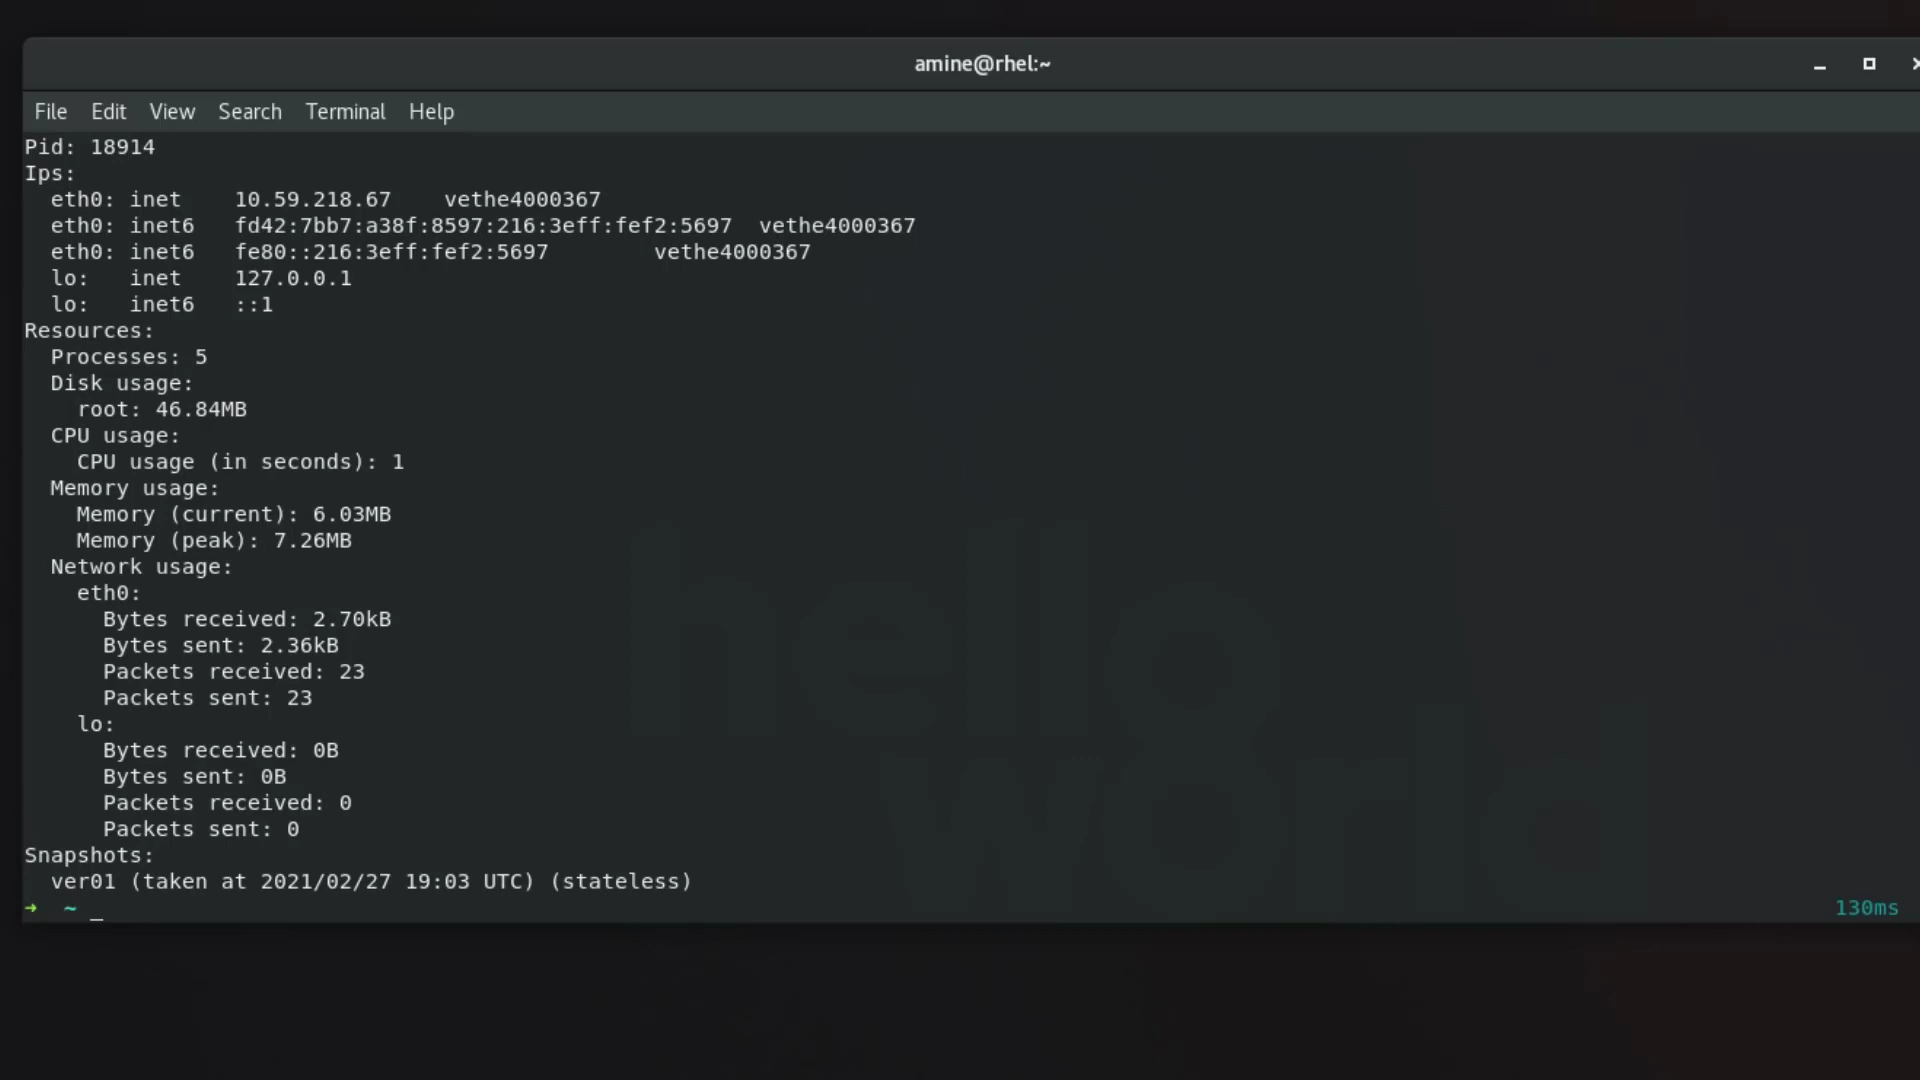 amine@rhel:~
File Edit View Search Terminal Help
Pid: 18914
Ips:
  eth0: inet    10.59.218.67    vethe4000367
  eth0: inet6   fd42:7bb7:a38f:8597:216:3eff:fef2:5697  vethe4000367
  eth0: inet6   fe80::216:3eff:fef2:5697        vethe4000367
  lo:   inet    127.0.0.1
  lo:   inet6   ::1
Resources:
  Processes: 5
  Disk usage:
    root: 46.84MB
  CPU usage:
    CPU usage (in seconds): 1
  Memory usage:
    Memory (current): 6.03MB
    Memory (peak): 7.26MB
  Network usage:
    eth0:
      Bytes received: 2.70kB
      Bytes sent: 2.36kB
      Packets received: 23
      Packets sent: 23
    lo:
      Bytes received: 0B
      Bytes sent: 0B
      Packets received: 0
      Packets sent: 0
Snapshots:
  ver01 (taken at 2021/02/27 19:03 UTC) (stateless)
➜  ~ _ 130ms
hello
world